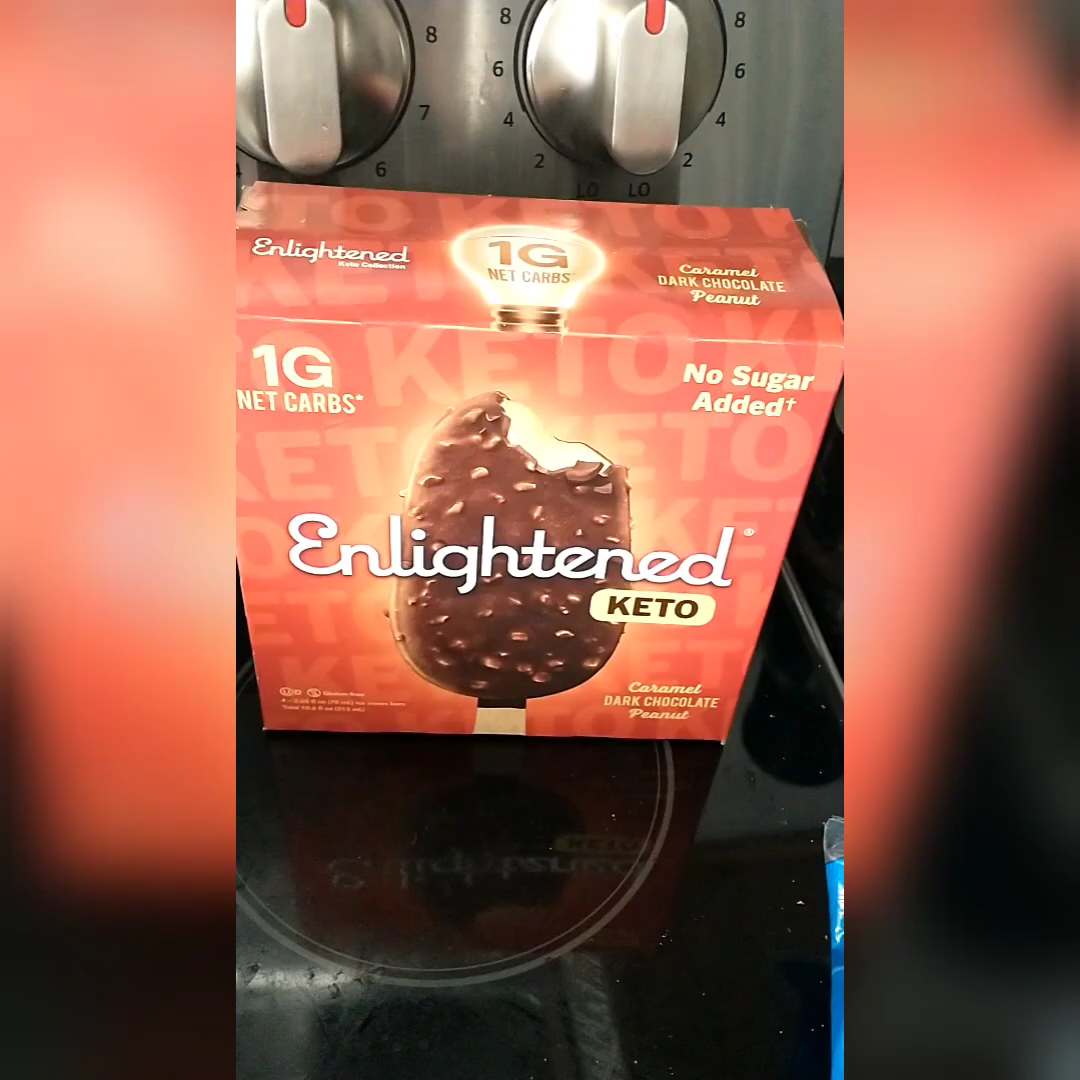 8
8
8
6
6
7
4
4
6
2
2
LO
LO
TO KETO K
Enlightened
Keto Collection
1G
NET CARBS*
Caramel
DARK CHOCOLATE
Peanut
KETO
1G
NET CARBS*
No Sugar
Added†
KETO
Enlightened®
KETO
Gluten-free
Caramel
DARK CHOCOLATE
Peanut